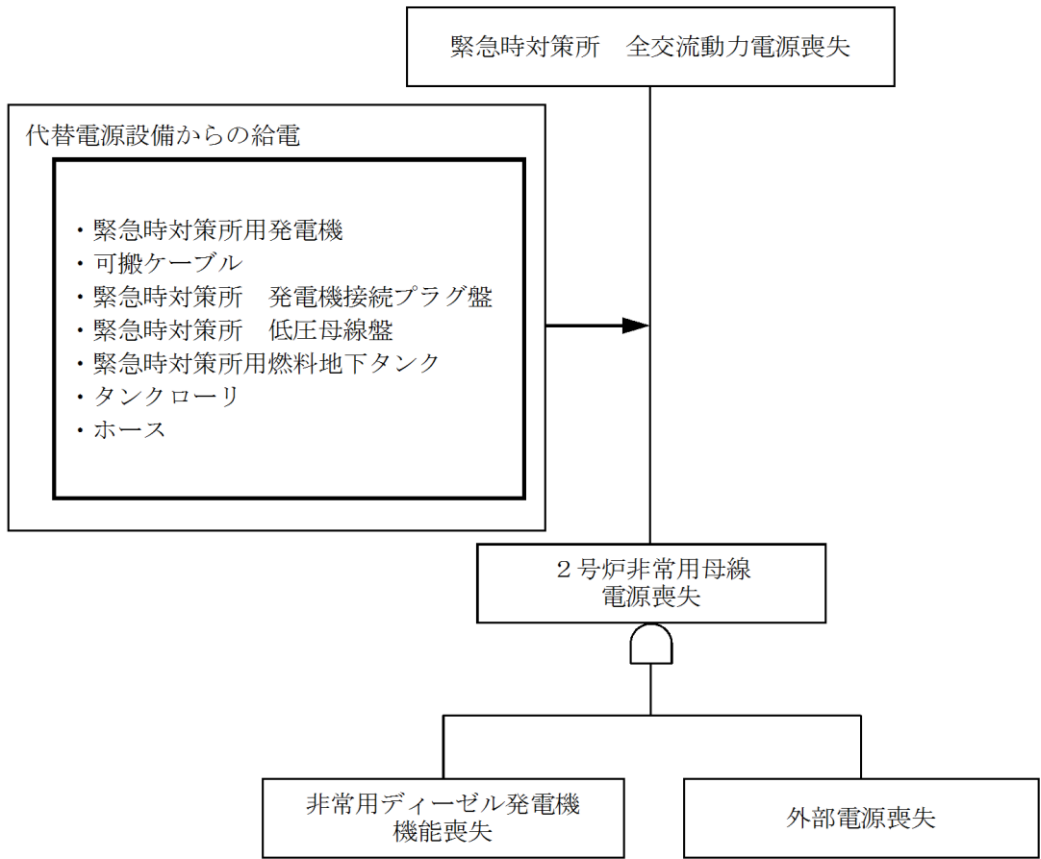 緊急時対策所　全交流動力電源喪失
代替電源設備からの給電
・緊急時対策所用発電機
・可搬ケーブル
・緊急時対策所　発電機接続プラグ盤
・緊急時対策所　低圧母線盤
・緊急時対策所用燃料地下タンク
・タンクローリ
・ホース
２号炉非常用母線
電源喪失
非常用ディーゼル発電機
機能喪失
外部電源喪失